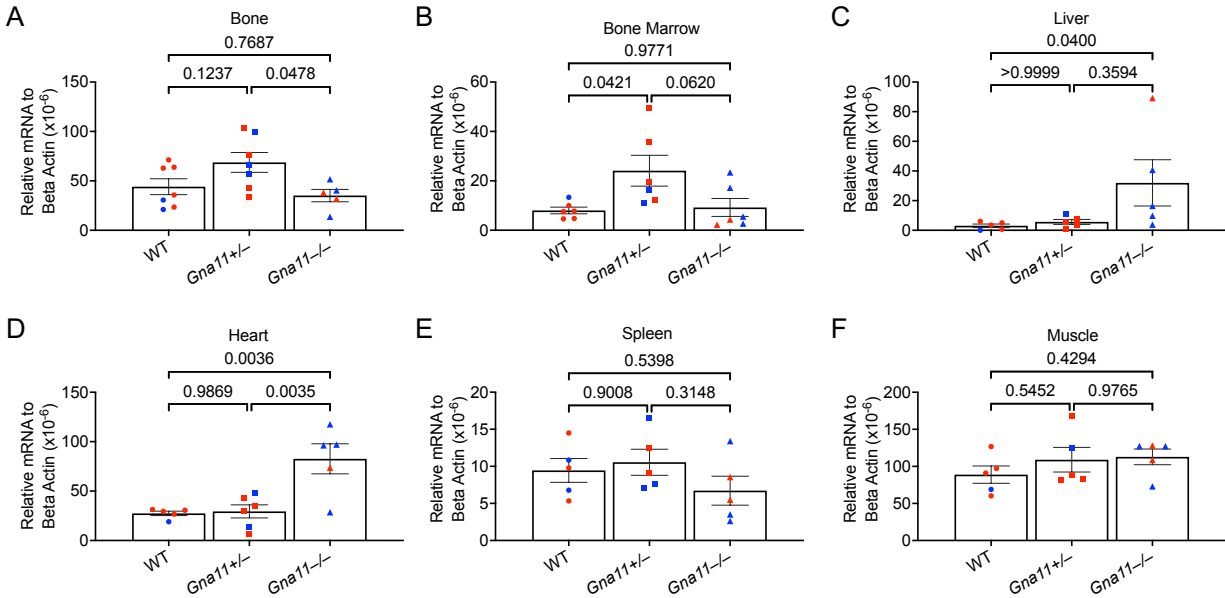 A
Bone
0.7687
0.1237
0.0478
Relative mRNA to
Beta Actin (x10-6)
150
100
50
0
WT
Gna11+/–
Gna11–/–
B
Bone Marrow
0.9771
0.0421
0.0620
Relative mRNA to
Beta Actin (x10-6)
60
40
20
0
WT
Gna11+/–
Gna11–/–
C
Liver
0.0400
>0.9999
0.3594
Relative mRNA to
Beta Actin (x10-6)
100
80
60
40
20
0
WT
Gna11+/–
Gna11–/–
D
Heart
0.0036
0.9869
0.0035
Relative mRNA to
Beta Actin (x10-6)
150
100
50
0
WT
Gna11+/–
Gna11–/–
E
Spleen
0.5398
0.9008
0.3148
Relative mRNA to
Beta Actin (x10-6)
20
15
10
5
0
WT
Gna11+/–
Gna11–/–
F
Muscle
0.4294
0.5452
0.9765
Relative mRNA to
Beta Actin (x10-6)
200
150
100
50
0
WT
Gna11+/–
Gna11–/–